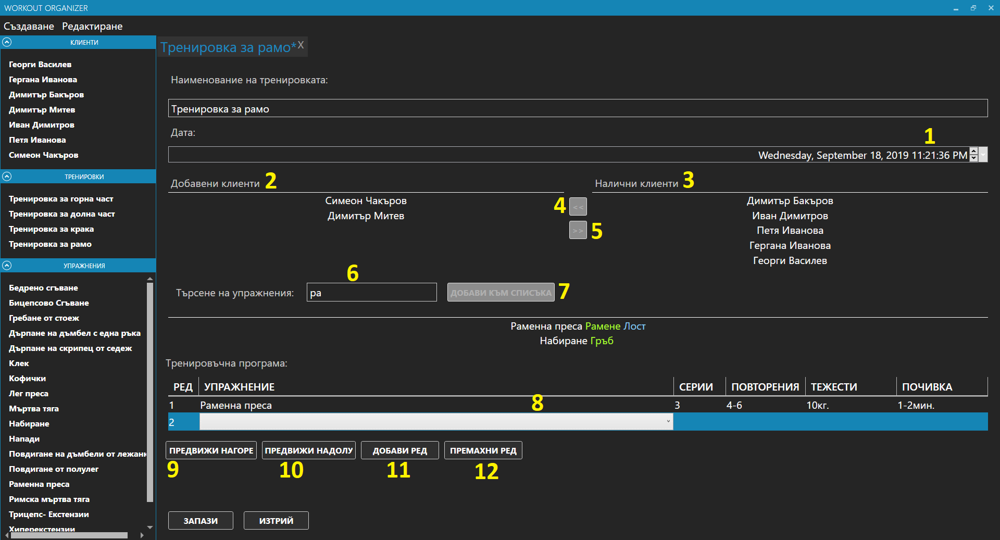 WORKOUT ORGANIZER
Създаване Редактиране
КЛИЕНТИ
Георги Василев
Гергана Иванова
Димитър Бакъров
Димитър Митев
Иван Димитров
Петя Иванова
Симеон Чакъров
ТРЕНИРОВКИ
Тренировка за горна част
Тренировка за долна част
Тренировка за крака
Тренировка за рамо
УПРАЖНЕНИЯ
Бедрено сгъване
Бицепсово Сгъване
Гребане от стоеж
Дърпане на дъмбел с една ръка
Дърпане на скрипец от седеж
Клек
Кофички
Лег преса
Мъртва тяга
Набиране
Напади
Повдигане на дъмбели от лежанк
Повдигане от полулег
Раменна преса
Римска мъртва тяга
Трицепс- Екстензии
Хиперекстензии
Тренировка за рамо* X
Наименование на тренировката:
Тренировка за рамо
Дата:
1
Wednesday, September 18, 2019 11:21:36 PM
Добавени клиенти 2
Симеон Чакъров
Димитър Митев
4 <<
>> 5
Налични клиенти 3
Димитър Бакъров
Иван Димитров
Петя Иванова
Гергана Иванова
Георги Василев
6
Търсене на упражнения: ра ДОБАВИ КЪМ СПИСЪКА 7
Раменна преса Рамене Лост
Набиране Гръб
Тренировъчна програма:
РЕД УПРАЖНЕНИЕ СЕРИИ ПОВТОРЕНИЯ ТЕЖЕСТИ ПОЧИВКА
1 Раменна преса 8 3 4-6 10кг. 1-2мин.
2
ПРЕДВИЖИ НАГОРЕ ПРЕДВИЖИ НАДОЛУ ДОБАВИ РЕД ПРЕМАХНИ РЕД
9 10 11 12
ЗАПАЗИ ИЗТРИЙ